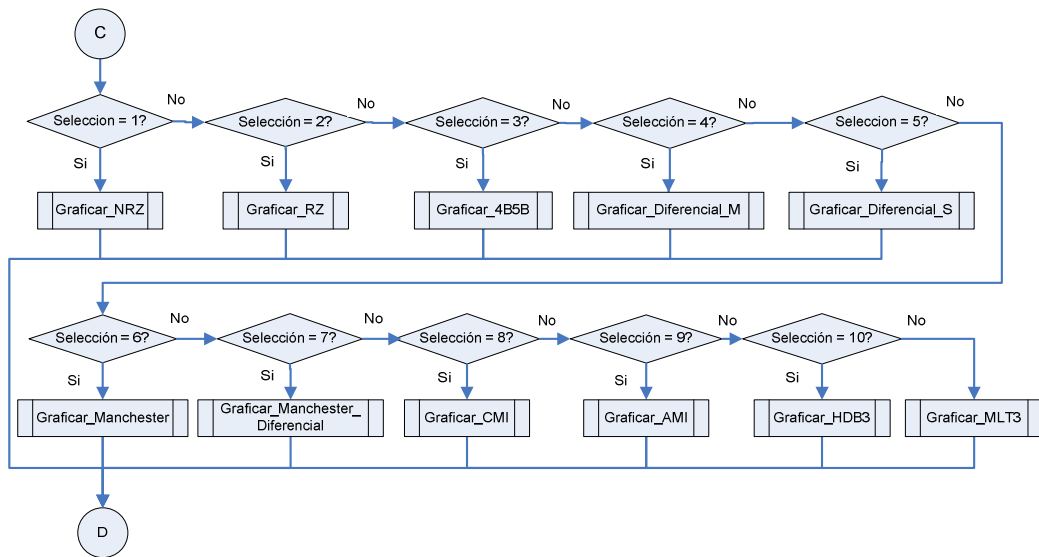 C
Seleccion = 1?
No
Selección = 2?
No
Selección = 3?
No
Selección = 4?
No
Seleccion = 5?
No
Si
Si
Si
Si
Si
Graficar_NRZ
Graficar_RZ
Graficar_4B5B
Graficar_Diferencial_M
Graficar_Diferencial_S
Selección = 6?
No
Selección = 7?
No
Selección = 8?
No
Selección = 9?
No
Selección = 10?
No
Si
Si
Si
Si
Si
Graficar_Manchester
Graficar_Manchester_
Diferencial
Graficar_CMI
Graficar_AMI
Graficar_HDB3
Graficar_MLT3
D